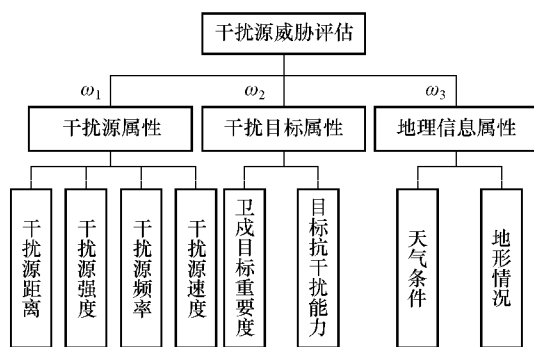 干扰源威胁评估
ω1 ω2 ω3
干扰源属性 干扰目标属性 地理信息属性
干扰源距离
干扰源强度
干扰源频率
干扰源速度
卫戍目标重要度
目标抗干扰能力
天气条件
地形情况